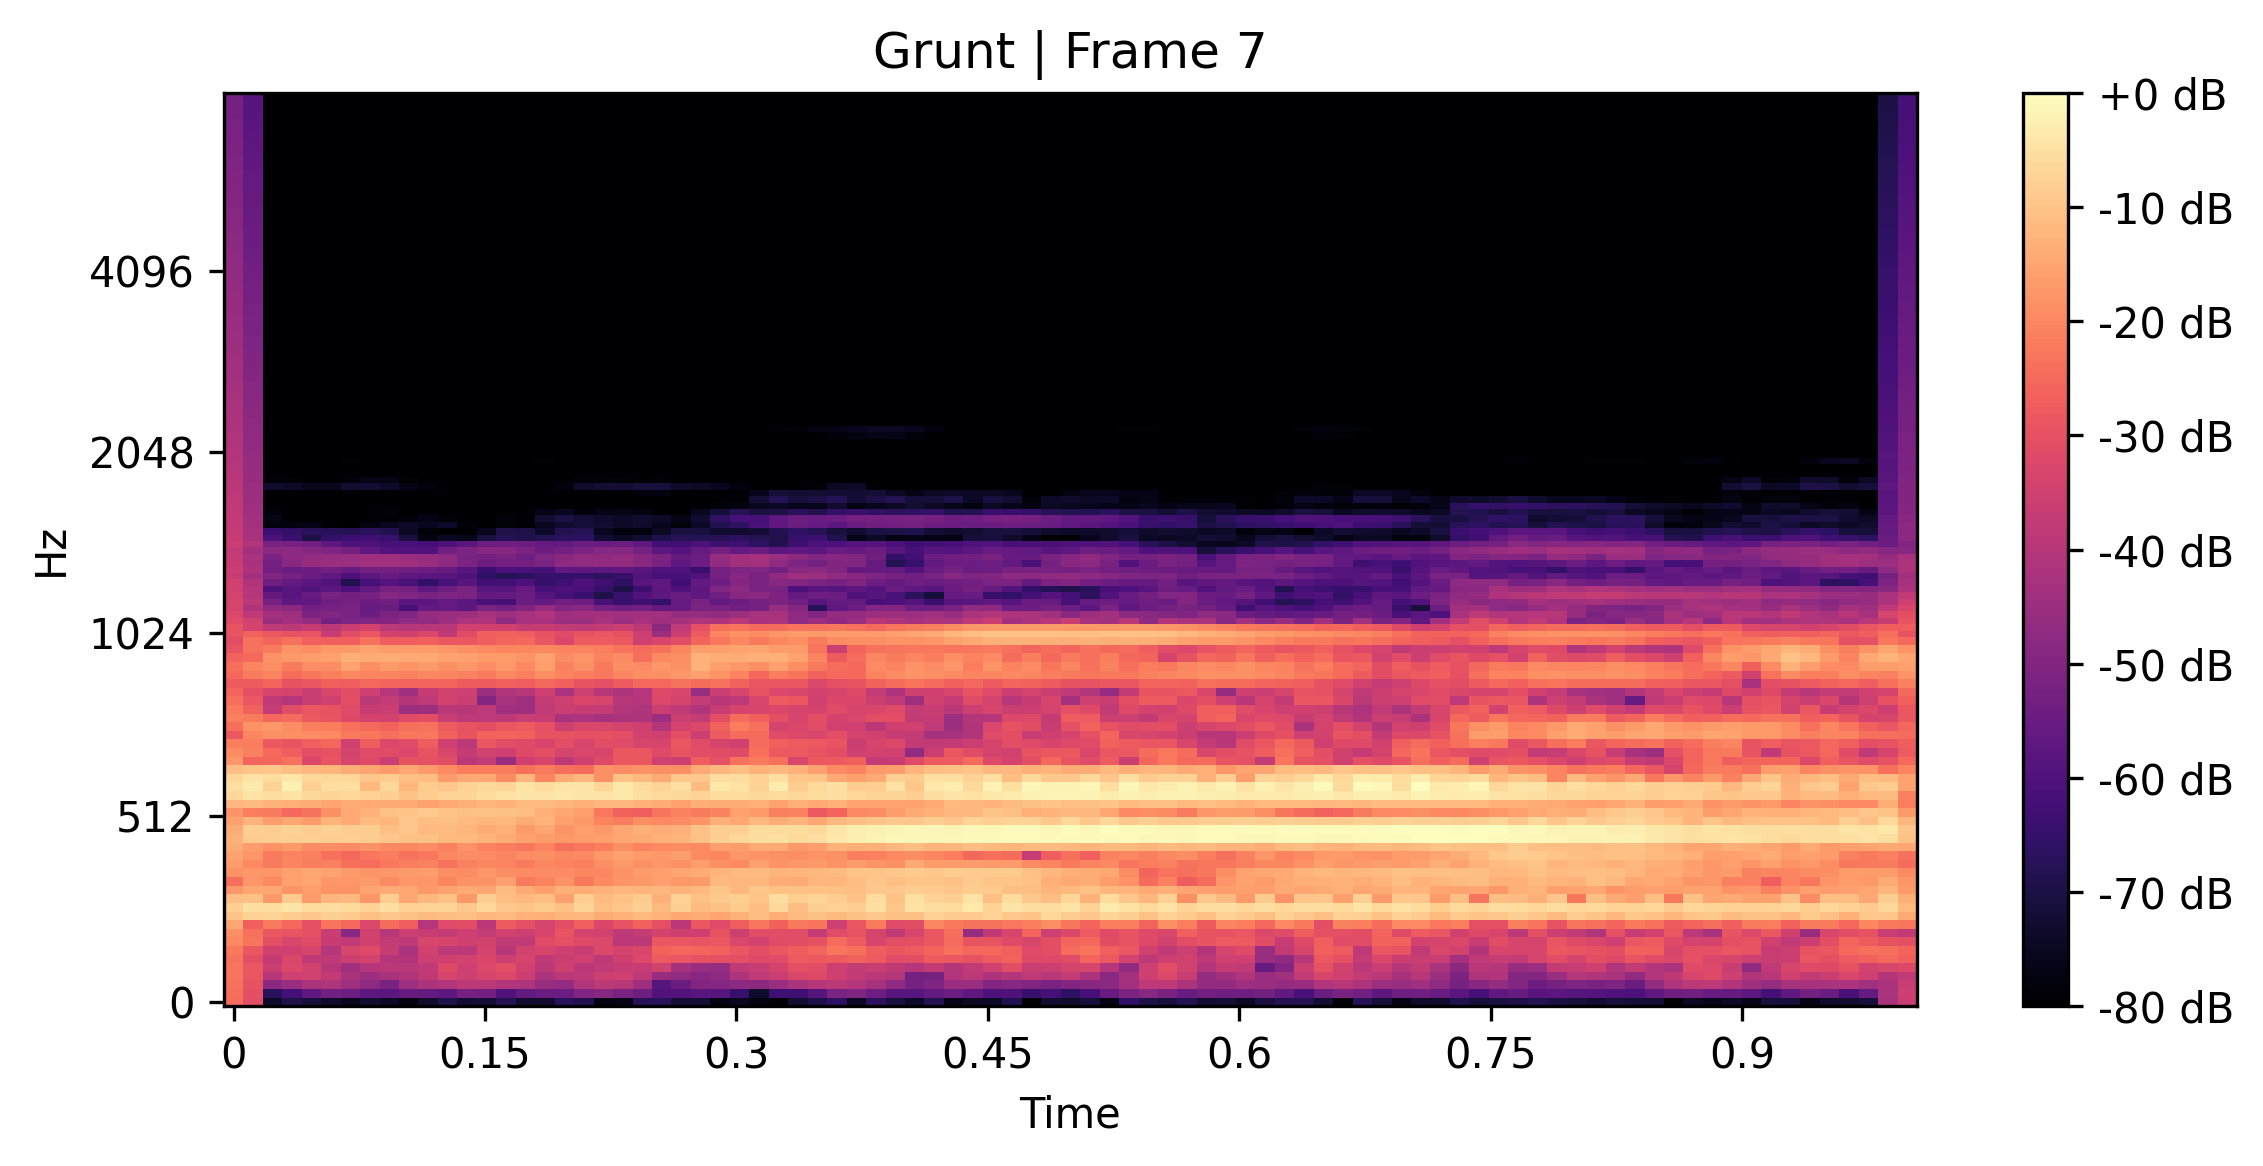 Grunt | Frame 7
Hz
4096
2048
1024
512
0
0 0.15 0.3 0.45 0.6 0.75 0.9
Time
+0 dB
-10 dB
-20 dB
-30 dB
-40 dB
-50 dB
-60 dB
-70 dB
-80 dB